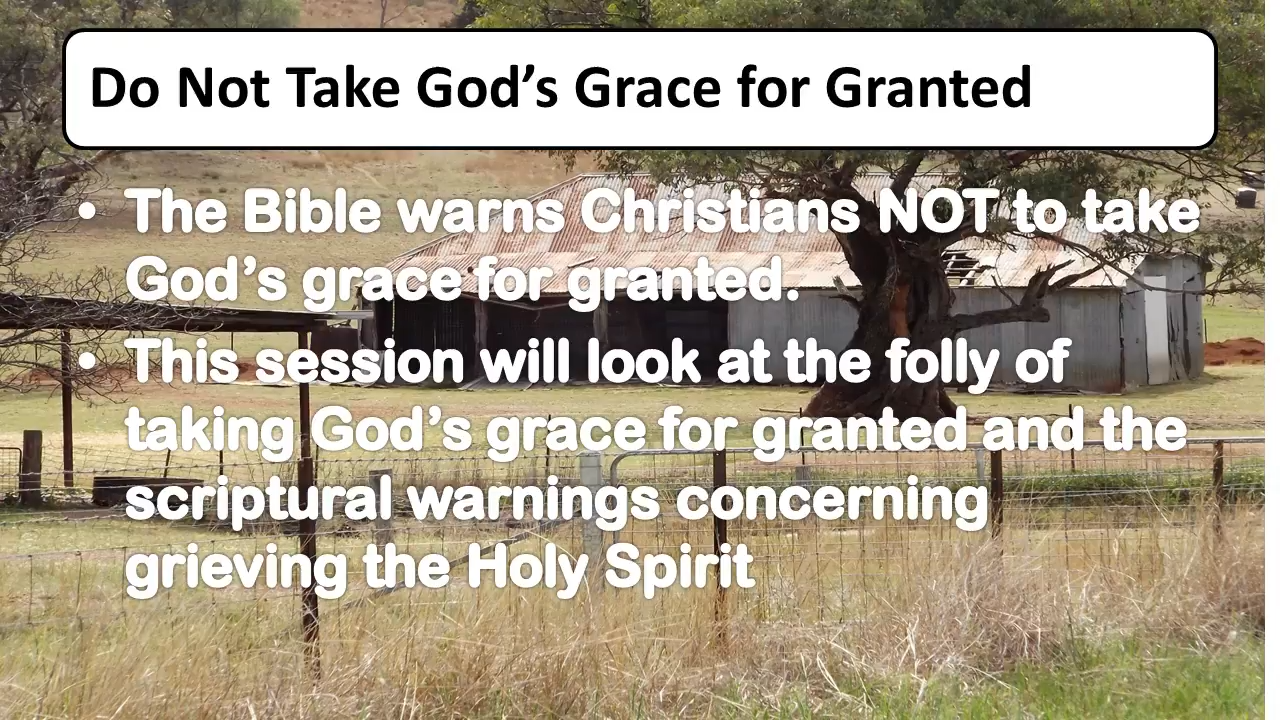 Do Not Take God’s Grace for Granted
• The Bible warns Christians NOT to take
God’s grace for granted.
• This session will look at the folly of
taking God’s grace for granted and the
scriptural warnings concerning
grieving the Holy Spirit